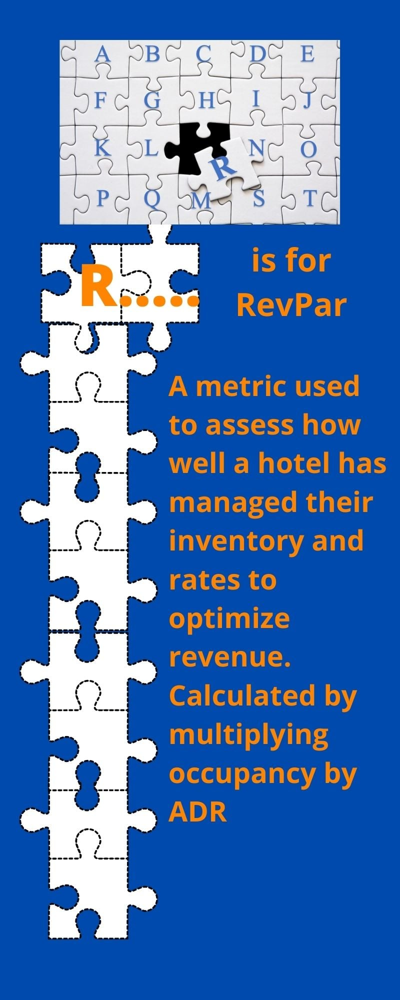 A B C D E
F G H I J
K L R N O
P Q M S T
R.....
is for
RevPar
A metric used
to assess how
well a hotel has
managed their
inventory and
rates to
optimize
revenue.
Calculated by
multiplying
occupancy by
ADR